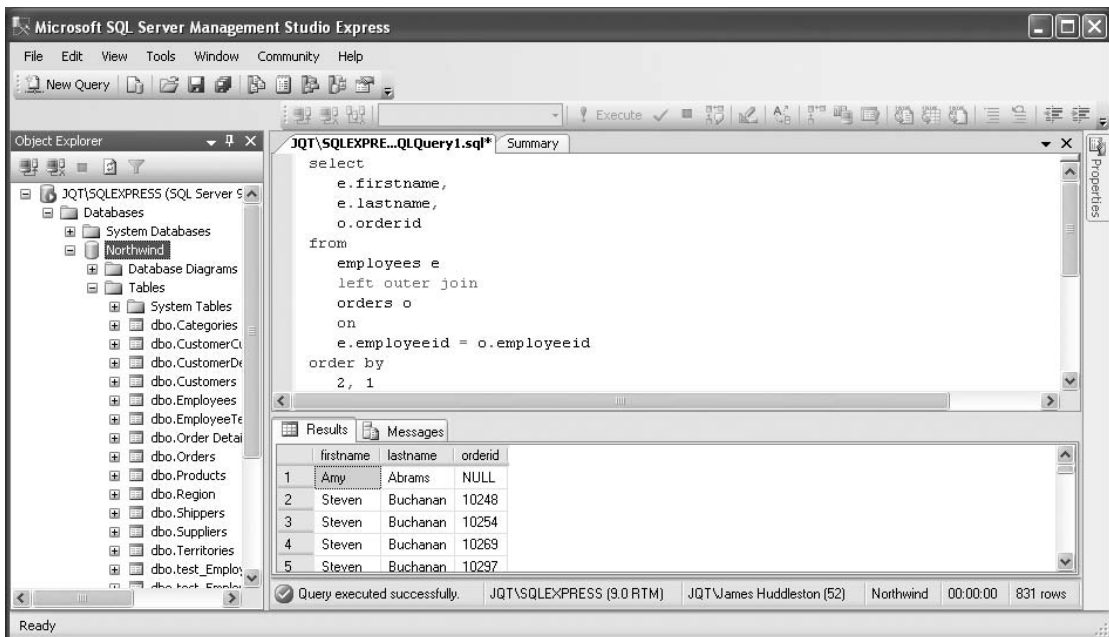 Microsoft SQL Server Management Studio Express
File Edit View Tools Window Community Help
New Query
Execute
Object Explorer
JQT\SQLEXPRE...QLQuery1.sql* Summary
Properties
JQT\SQLEXPRESS (SQL Server 9
Databases
System Databases
Northwind
Database Diagrams
Tables
System Tables
dbo.Categories
dbo.CustomerCu
dbo.CustomerDe
dbo.Customers
dbo.Employees
dbo.EmployeeTe
dbo.Order Detai
dbo.Orders
dbo.Products
dbo.Region
dbo.Shippers
dbo.Suppliers
dbo.Territories
dbo.test_Employ
select
e.firstname,
e.lastname,
o.orderid
from
employees e
left outer join
orders o
on
e.employeeid = o.employeeid
order by
2, 1
Results Messages
firstname lastname orderid
1 Amy Abrams NULL
2 Steven Buchanan 10248
3 Steven Buchanan 10254
4 Steven Buchanan 10269
5 Steven Buchanan 10297
Query executed successfully. JQT\SQLEXPRESS (9.0 RTM) JQT\James Huddleston (52) Northwind 00:00:00 831 rows
Ready